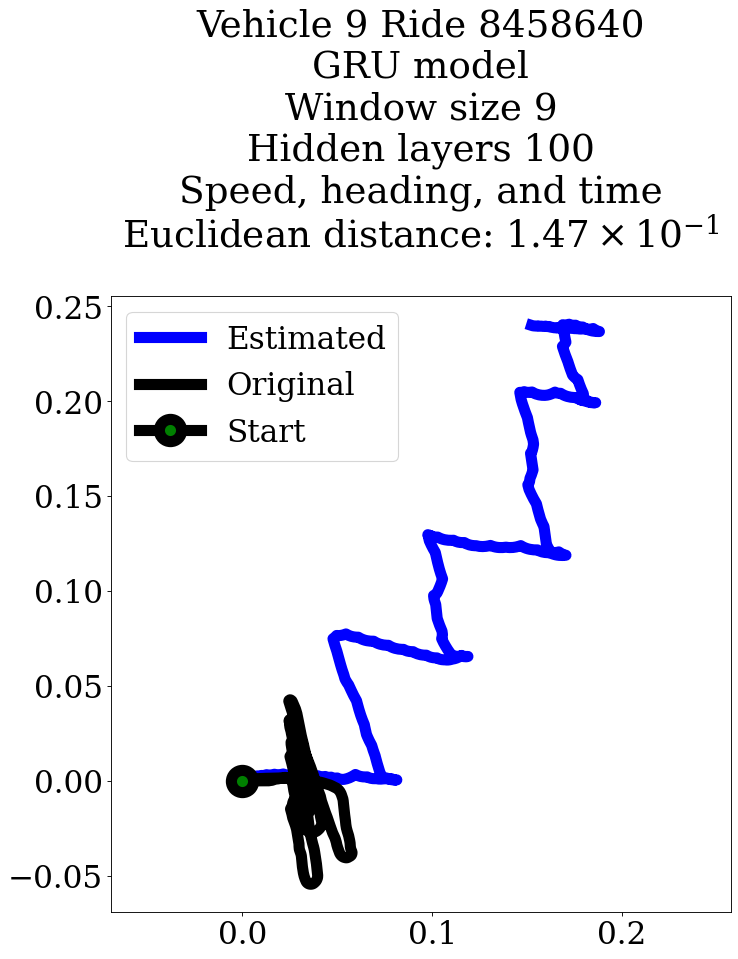 Vehicle 9 Ride 8458640
GRU model
Window size 9
Hidden layers 100
Speed, heading, and time
Euclidean distance: 1.47 × 10⁻¹
0.25
0.20
0.15
0.10
0.05
0.00
−0.05
Estimated
Original
Start
0.0 0.1 0.2